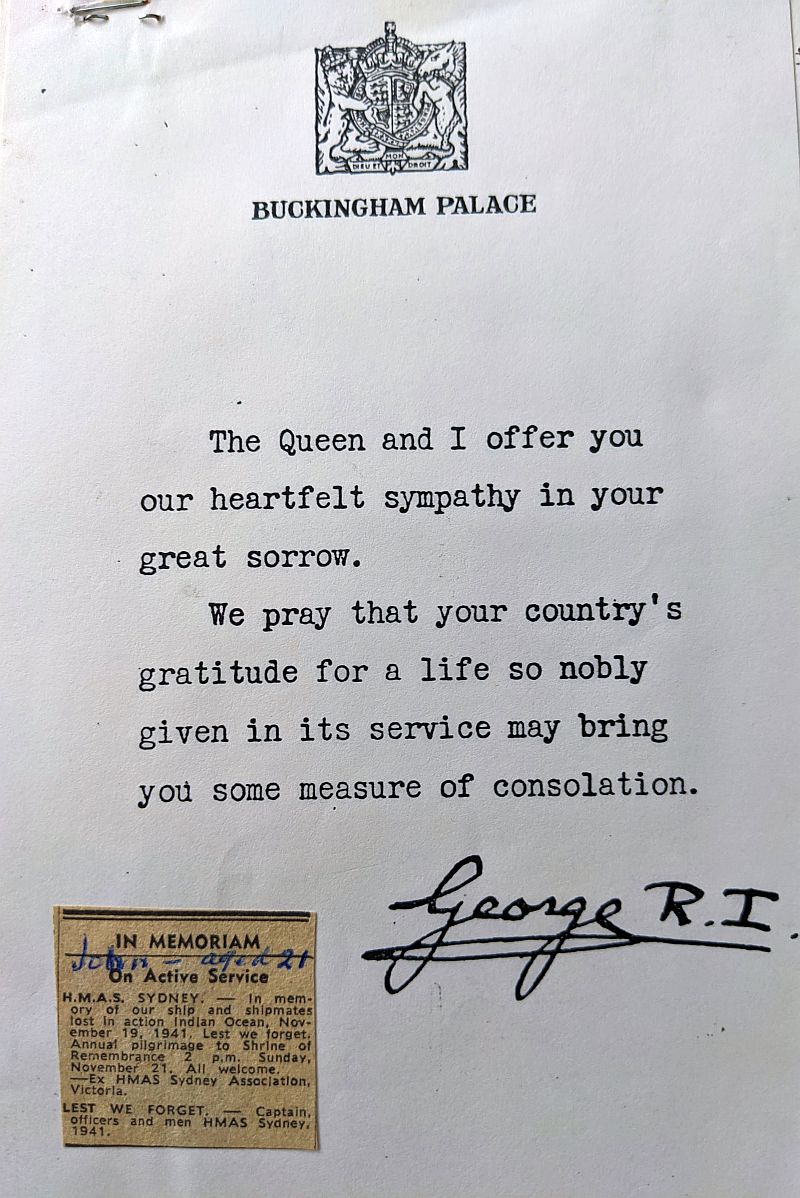 MON
DIEU ET DROIT
BUCKINGHAM PALACE
The Queen and I offer you
our heartfelt sympathy in your
great sorrow.
We pray that your country's
gratitude for a life so nobly
given in its service may bring
you some measure of consolation.
George R.I.
IN MEMORIAM
John - aged 21
On Active Service
H.M.A.S. SYDNEY. — In mem-
ory of our ship and shipmates
lost in action Indian Ocean, Nov-
ember 19, 1941. Lest we forget.
Annual pilgrimage to Shrine of
Remembrance 2 p.m. Sunday,
November 21. All welcome.
—Ex HMAS Sydney Association,
Victoria.
LEST WE FORGET. — Captain,
officers and men HMAS Sydney,
1941.